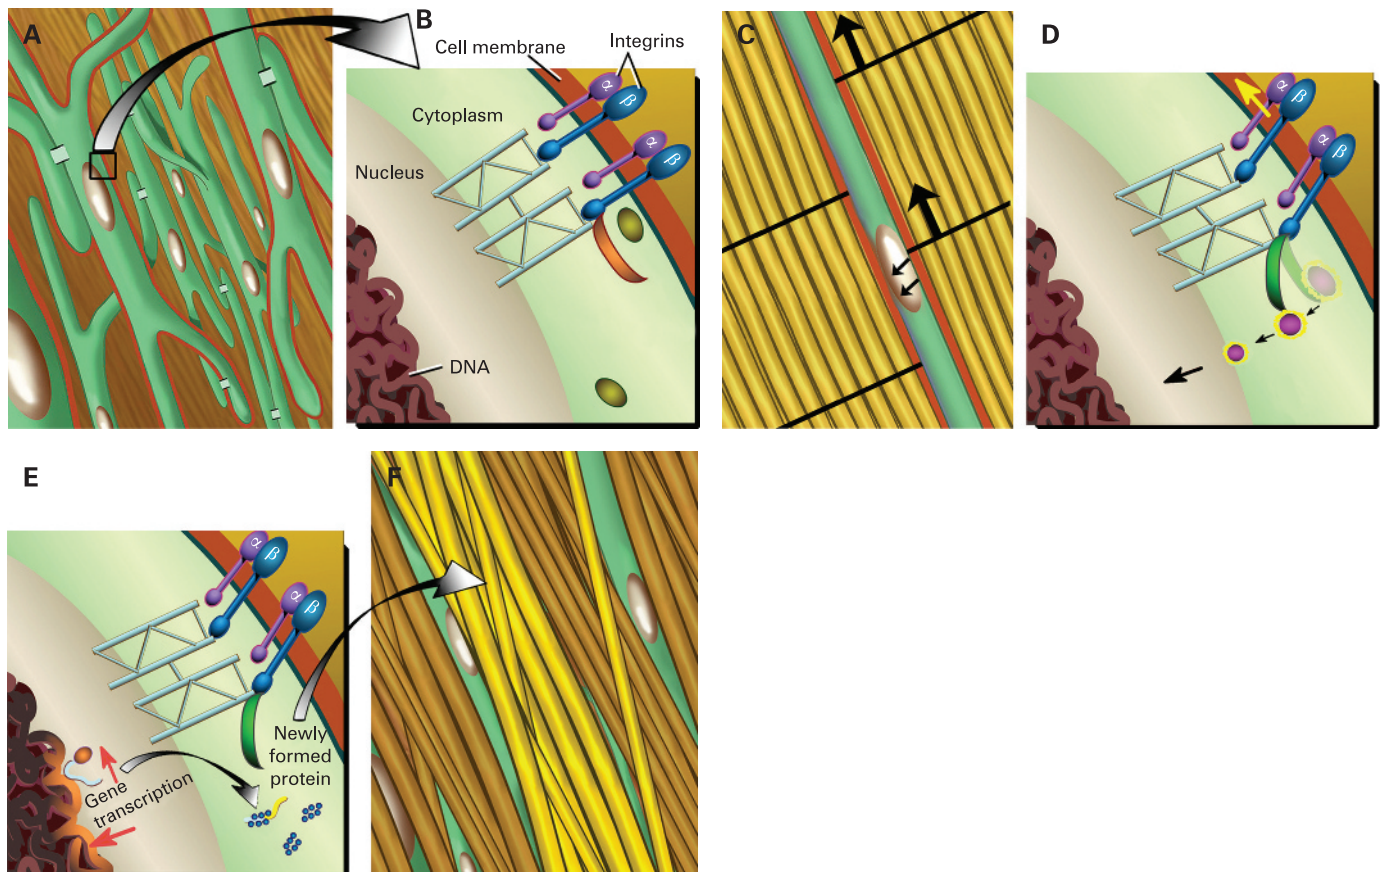 A
B
Cell membrane
Integrins
α
β
Cytoplasm
α
β
Nucleus
DNA
C
D
α
β
α
β
E
α
β
α
β
Newly
formed
protein
Gene
transcription
F